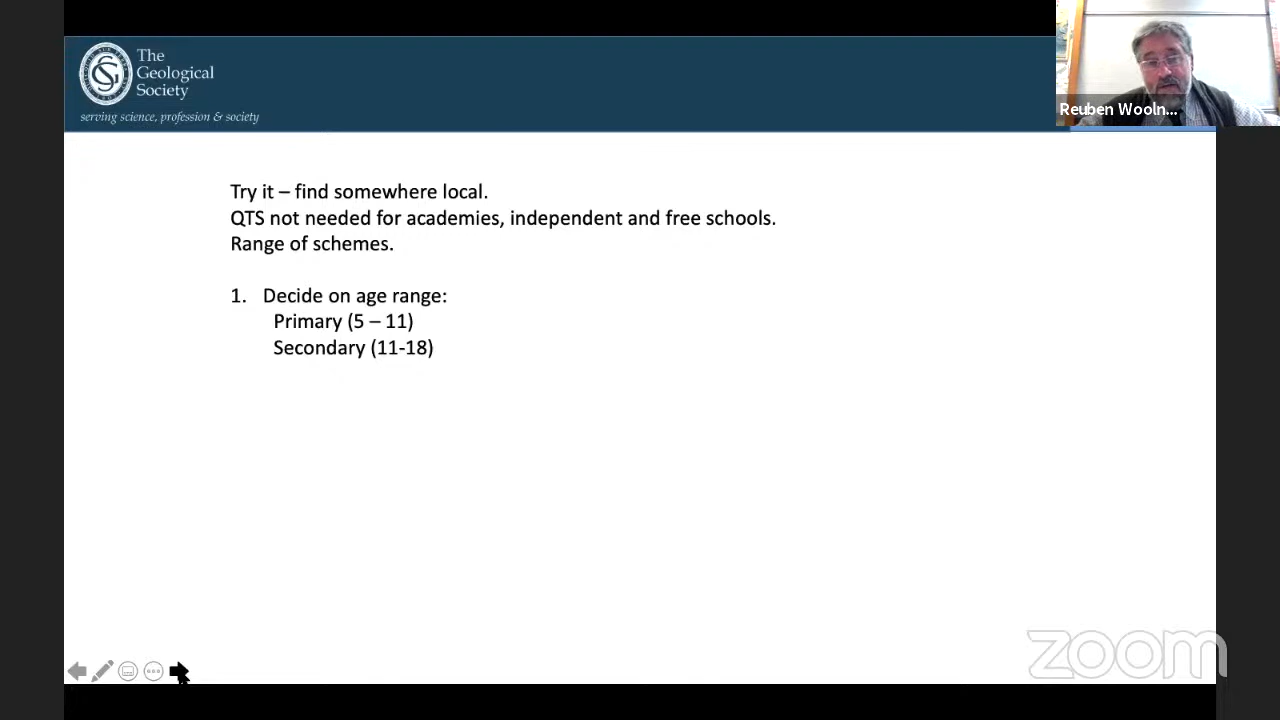 The
Geological
Society
serving science, profession & society
Reuben Wooln...
Try it – find somewhere local.
QTS not needed for academies, independent and free schools.
Range of schemes.
1. Decide on age range:
Primary (5 – 11)
Secondary (11-18)
zoom